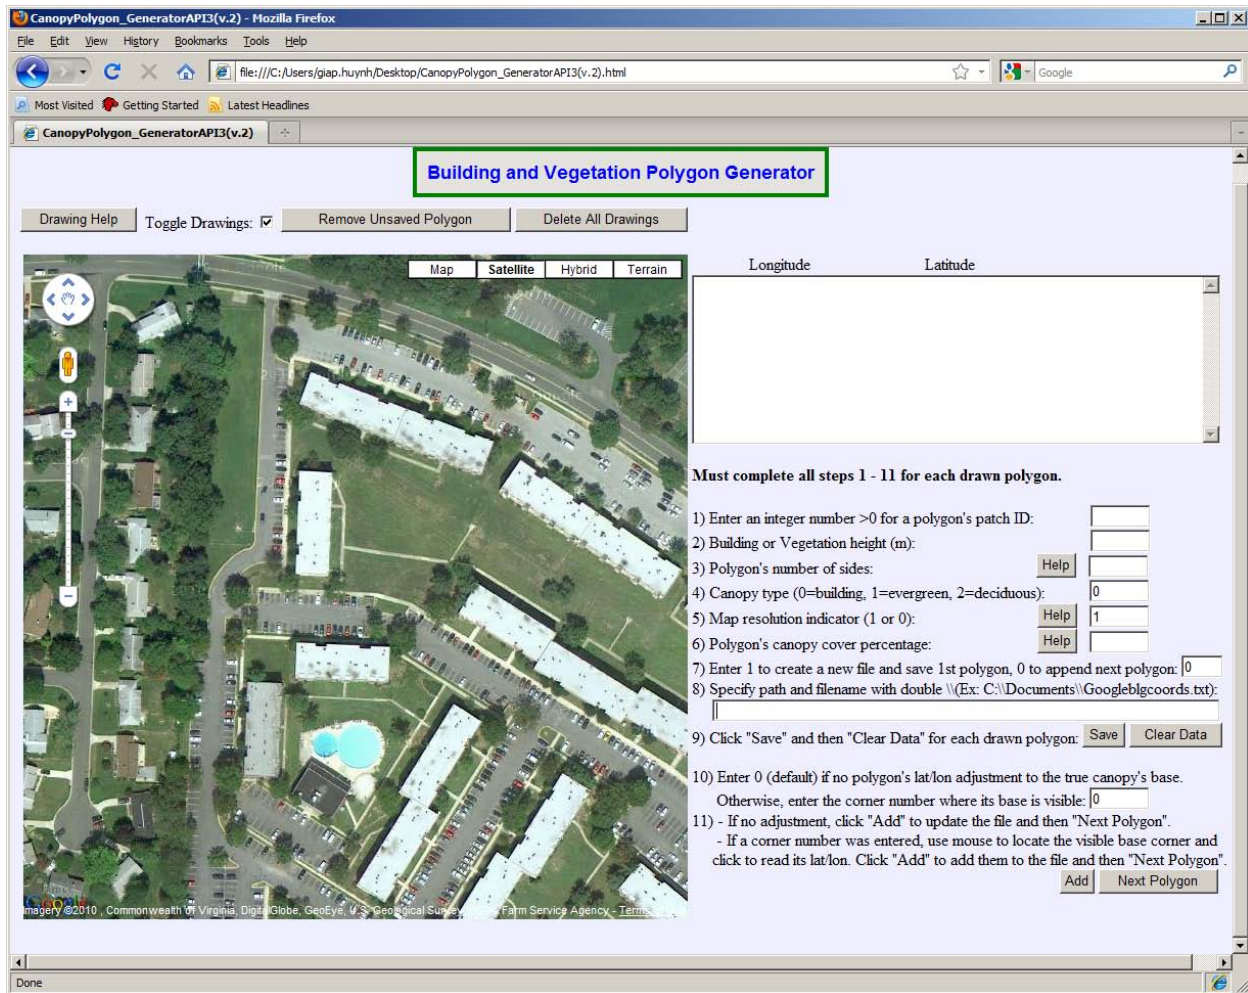 CanopyPolygon_GeneratorAPI3(v.2) - Mozilla Firefox
File Edit View History Bookmarks Tools Help
file:///C:/Users/giap.huynh/Desktop/CanopyPolygon_GeneratorAPI3(v.2).html
Google
Most Visited Getting Started Latest Headlines
CanopyPolygon_GeneratorAPI3(v.2)
Building and Vegetation Polygon Generator
Drawing Help Toggle Drawings: Remove Unsaved Polygon Delete All Drawings
Map Satellite Hybrid Terrain
Longitude Latitude
Must complete all steps 1 - 11 for each drawn polygon.
1) Enter an integer number >0 for a polygon's patch ID:
2) Building or Vegetation height (m):
3) Polygon's number of sides: Help
4) Canopy type (0=building, 1=evergreen, 2=deciduous): 0
5) Map resolution indicator (1 or 0): Help 1
6) Polygon's canopy cover percentage: Help
7) Enter 1 to create a new file and save 1st polygon, 0 to append next polygon: 0
8) Specify path and filename with double \\(Ex: C:\\Documents\\Googleblgcoords.txt):
9) Click "Save" and then "Clear Data" for each drawn polygon: Save Clear Data
10) Enter 0 (default) if no polygon's lat/lon adjustment to the true canopy's base.
Otherwise, enter the corner number where its base is visible: 0
11) - If no adjustment, click "Add" to update the file and then "Next Polygon".
- If a corner number was entered, use mouse to locate the visible base corner and
click to read its lat/lon. Click "Add" to add them to the file and then "Next Polygon".
Add Next Polygon
Google
Imagery ©2010 , Commonwealth of Virginia, DigitalGlobe, GeoEye, U.S. Geological Survey, Farm Service Agency -
Done